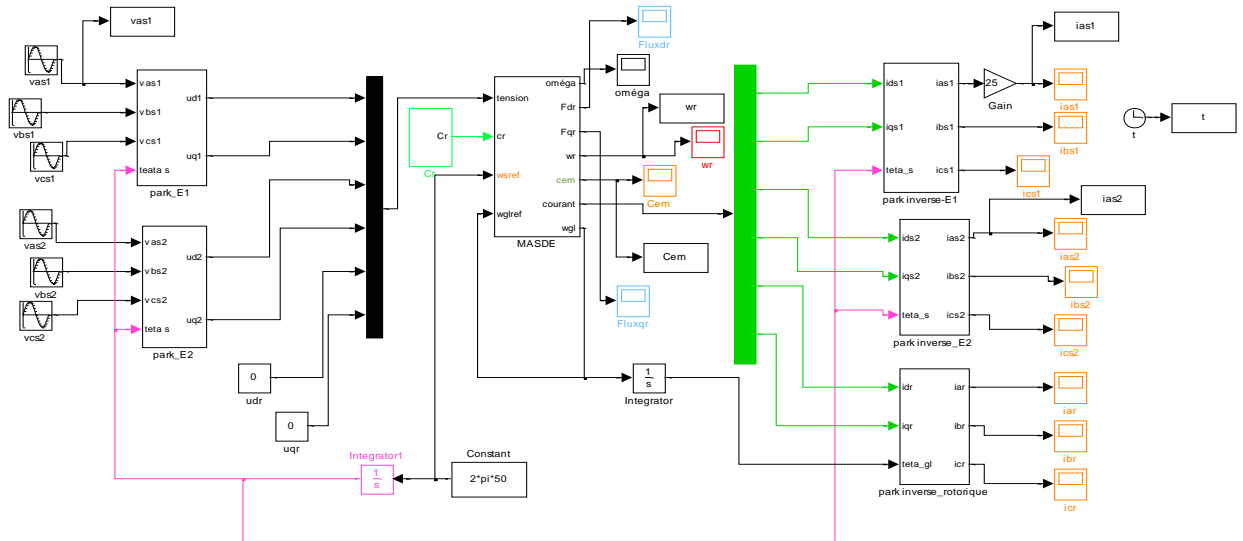 vas1
vas1
vbs1
vcs1
vas1
vbs1
vcs1
teata s
ud1
uq1
park_E1
vas2
vbs2
vcs2
vas2
vbs2
vcs2
teta s
ud2
uq2
park_E2
0
udr
0
uqr
Integrator1
1
s
Constant
2*pi*50
Cr
Cr
tension
cr
wsref
wglref
oméga
Fdr
Fqr
wr
cem
courant
wgl
MASDE
Fluxdr
oméga
wr
wr
Cem
Cem
Fluxqr
1
s
Integrator
ids1
iqs1
teta_s
ias1
ibs1
ics1
park inverse-E1
25
Gain
ias1
ias1
ibs1
ics1
ids2
iqs2
teta_s
ias2
ibs2
ics2
park inverse_E2
ias2
ias2
ibs2
ics2
idr
iqr
teta_gl
iar
ibr
icr
park inverse_rotorique
iar
ibr
icr
t
t